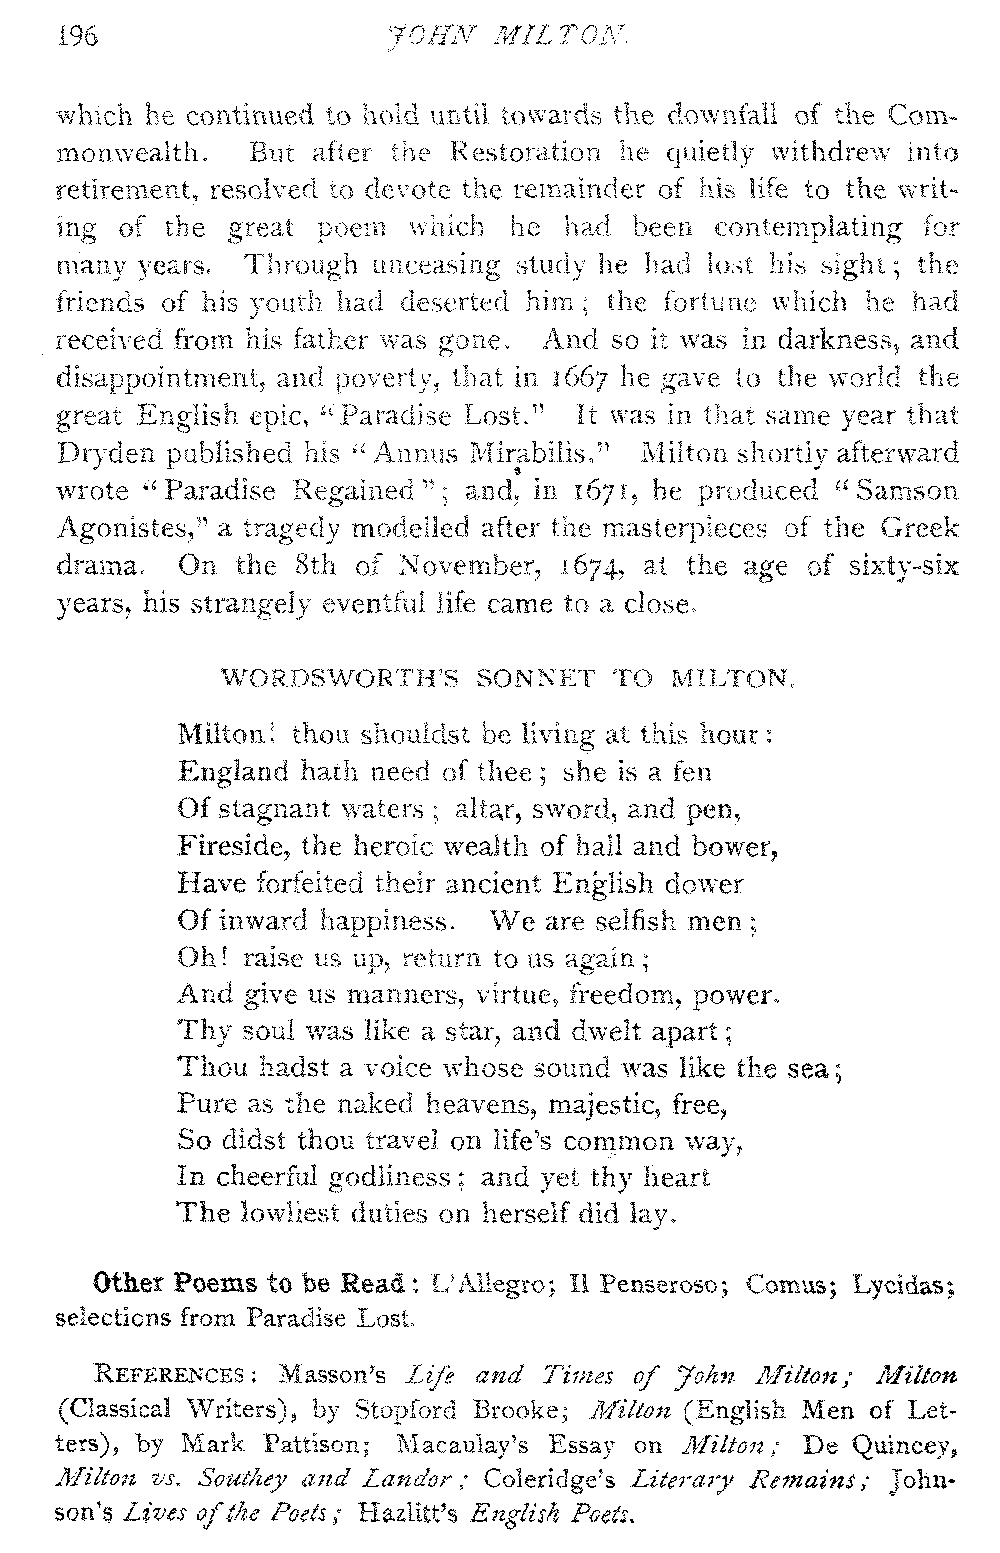 196 JOHN MILTON.
which he continued to hold until towards the downfall of the Com-
monwealth. But after the Restoration he quietly withdrew into
retirement, resolved to devote the remainder of his life to the writ-
ing of the great poem which he had been contemplating for
many years. Through unceasing study he had lost his sight; the
friends of his youth had deserted him; the fortune which he had
received from his father was gone. And so it was in darkness, and
disappointment, and poverty, that in 1667 he gave to the world the
great English epic, “Paradise Lost.” It was in that same year that
Dryden published his “Annus Mirabilis.” Milton shortly afterward
wrote “Paradise Regained”; and, in 1671, he produced “Samson
Agonistes,” a tragedy modelled after the masterpieces of the Greek
drama. On the 8th of November, 1674, at the age of sixty-six
years, his strangely eventful life came to a close.
WORDSWORTH'S SONNET TO MILTON.
Milton! thou shouldst be living at this hour:
England hath need of thee; she is a fen
Of stagnant waters; altar, sword, and pen,
Fireside, the heroic wealth of hall and bower,
Have forfeited their ancient English dower
Of inward happiness. We are selfish men;
Oh! raise us up, return to us again;
And give us manners, virtue, freedom, power.
Thy soul was like a star, and dwelt apart;
Thou hadst a voice whose sound was like the sea;
Pure as the naked heavens, majestic, free,
So didst thou travel on life's common way,
In cheerful godliness; and yet thy heart
The lowliest duties on herself did lay.
Other Poems to be Read: L'Allegro; Il Penseroso; Comus; Lycidas;
selections from Paradise Lost.
REFERENCES: Masson's Life and Times of John Milton; Milton
(Classical Writers), by Stopford Brooke; Milton (English Men of Let-
ters), by Mark Pattison; Macaulay's Essay on Milton; De Quincey,
Milton vs. Southey and Landor; Coleridge's Literary Remains; John-
son's Lives of the Poets; Hazlitt's English Poets.